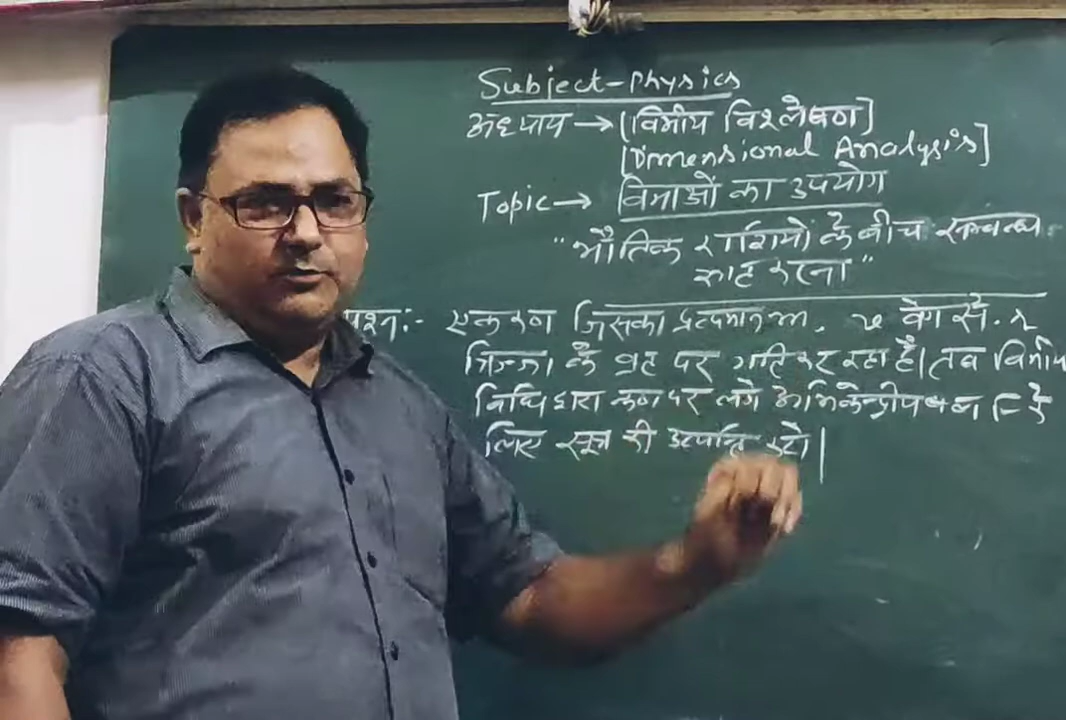 Subject-Physics
अध्याय → [विमीय विश्लेषण]
[Dimensional Analysis]
Topic → विमाओं का उपयोग
"भौतिक राशियों के बीच सम्बन्ध
ज्ञात करना"
प्रश्न:- एक कण जिसका द्रव्यमान m, v वेग से r
त्रिज्या के वृत पर गति कर रहा है। तब विमीय
विधि द्वारा कण पर लगे अभिकेन्द्रीय बल F के
लिए सूत्र की उत्पत्ति करो।